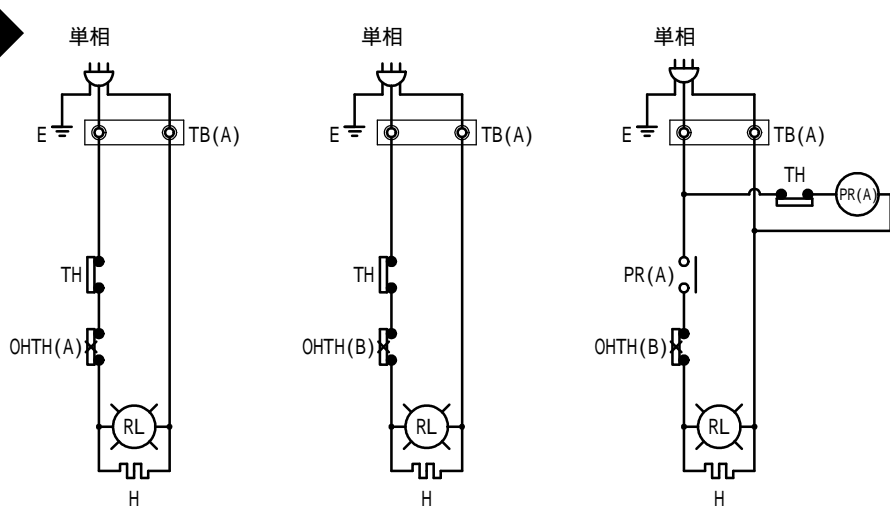 単相
E
TB(A)
TH
OHTH(A)
RL
H
単相
E
TB(A)
TH
OHTH(B)
RL
H
単相
E
TB(A)
TH
PR(A)
PR(A)
OHTH(B)
RL
H